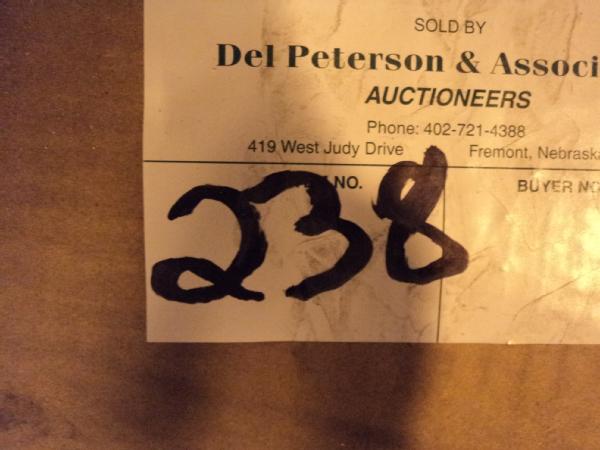 SOLD BY
Del Peterson & Associ
AUCTIONEERS
Phone: 402-721-4388
419 West Judy Drive Fremont, Nebraska
NO. BUYER NO
238